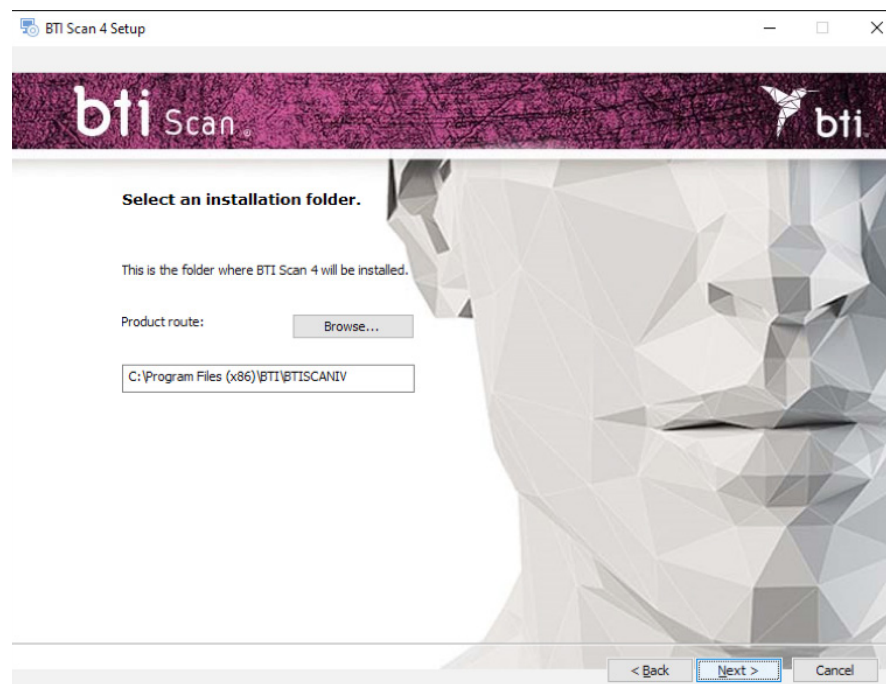 BTI Scan 4 Setup
bti Scan®
bti
Select an installation folder.
This is the folder where BTI Scan 4 will be installed.
Product route:
Browse...
C:\Program Files (x86)\BTI\BTISCANIV
< Back
Next >
Cancel